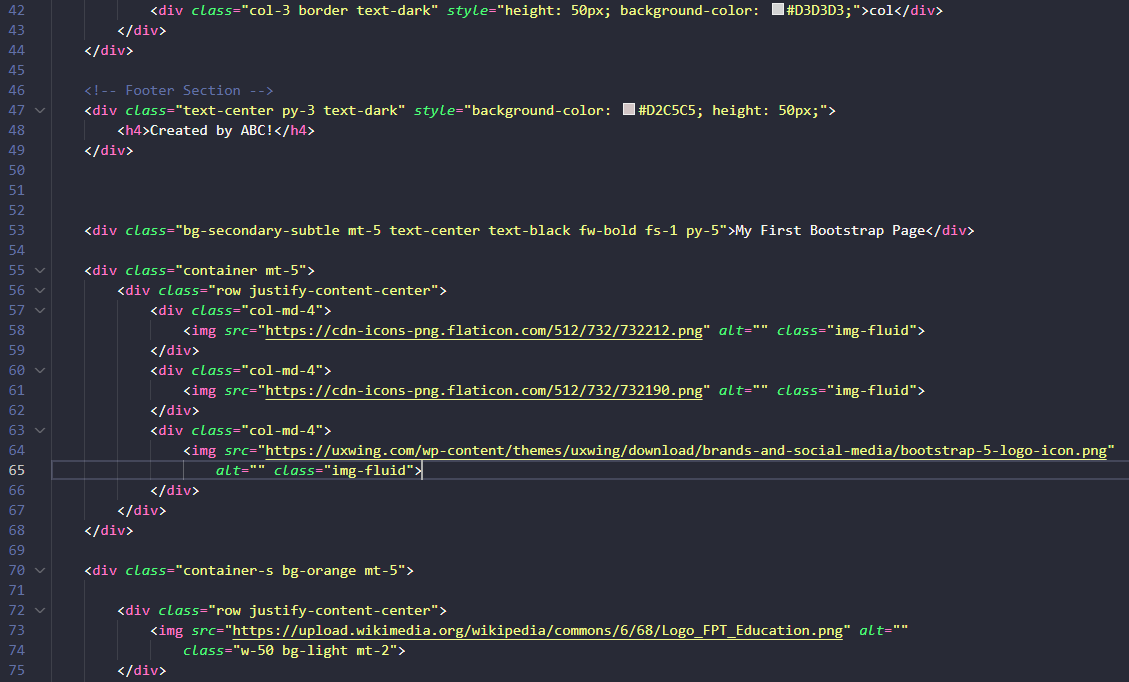 42 <div class="col-3 border text-dark" style="height: 50px; background-color: #D3D3D3;">col</div>
43 </div>
44 </div>
45
46 <!-- Footer Section -->
47 <div class="text-center py-3 text-dark" style="background-color: #D2C5C5; height: 50px;">
48 <h4>Created by ABC!</h4>
49 </div>
50
51
52
53 <div class="bg-secondary-subtle mt-5 text-center text-black fw-bold fs-1 py-5">My First Bootstrap Page</div>
54
55 <div class="container mt-5">
56 <div class="row justify-content-center">
57 <div class="col-md-4">
58 <img src="https://cdn-icons-png.flaticon.com/512/732/732212.png" alt="" class="img-fluid">
59 </div>
60 <div class="col-md-4">
61 <img src="https://cdn-icons-png.flaticon.com/512/732/732190.png" alt="" class="img-fluid">
62 </div>
63 <div class="col-md-4">
64 <img src="https://uxwing.com/wp-content/themes/uxwing/download/brands-and-social-media/bootstrap-5-logo-icon.png"
65 alt="" class="img-fluid">
66 </div>
67 </div>
68 </div>
69
70 <div class="container-s bg-orange mt-5">
71
72 <div class="row justify-content-center">
73 <img src="https://upload.wikimedia.org/wikipedia/commons/6/68/Logo_FPT_Education.png" alt=""
74 class="w-50 bg-light mt-2">
75 </div>